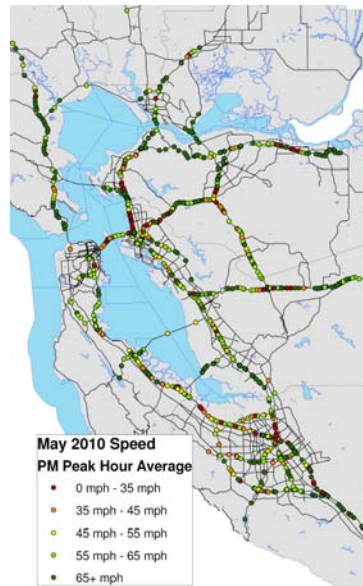 May 2010 Speed
PM Peak Hour Average
0 mph - 35 mph
35 mph - 45 mph
45 mph - 55 mph
55 mph - 65 mph
65+ mph